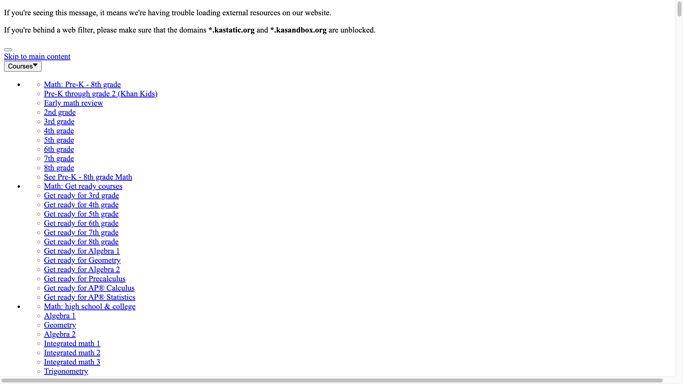 If you're seeing this message, it means we're having trouble loading external resources on our website.
If you're behind a web filter, please make sure that the domains *.kastatic.org and *.kasandbox.org are unblocked.
Skip to main content
Courses
Math: Pre-K - 8th grade
Pre-K through grade 2 (Khan Kids)
Early math review
2nd grade
3rd grade
4th grade
5th grade
6th grade
7th grade
8th grade
See Pre-K - 8th grade Math
Math: Get ready courses
Get ready for 3rd grade
Get ready for 4th grade
Get ready for 5th grade
Get ready for 6th grade
Get ready for 7th grade
Get ready for 8th grade
Get ready for Algebra 1
Get ready for Geometry
Get ready for Algebra 2
Get ready for Precalculus
Get ready for AP® Calculus
Get ready for AP® Statistics
Math: high school & college
Algebra 1
Geometry
Algebra 2
Integrated math 1
Integrated math 2
Integrated math 3
Trigonometry